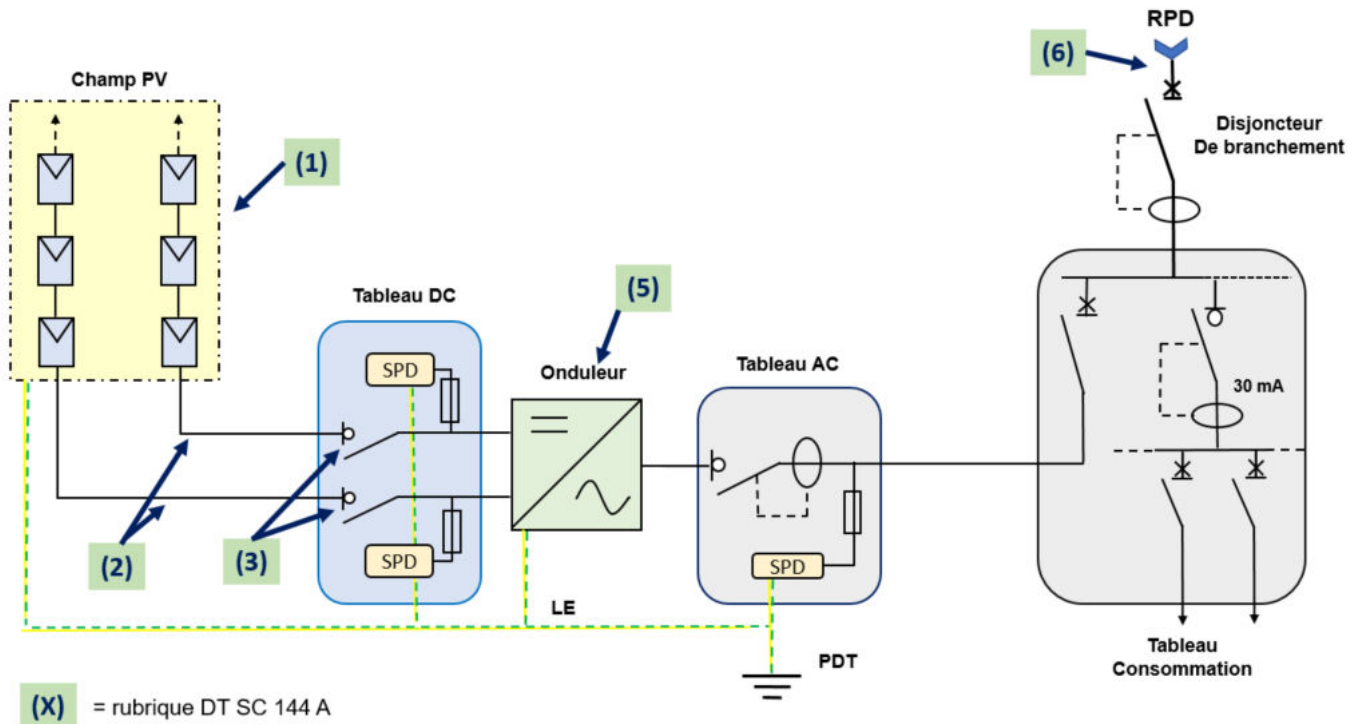 RPD
(6)
Champ PV
Disjoncteur
De branchement
(1)
Tableau DC
(5)
SPD
Onduleur
Tableau AC
30 mA
(2)
(3)
SPD
SPD
LE
PDT
Tableau
Consommation
(X) = rubrique DT SC 144 A